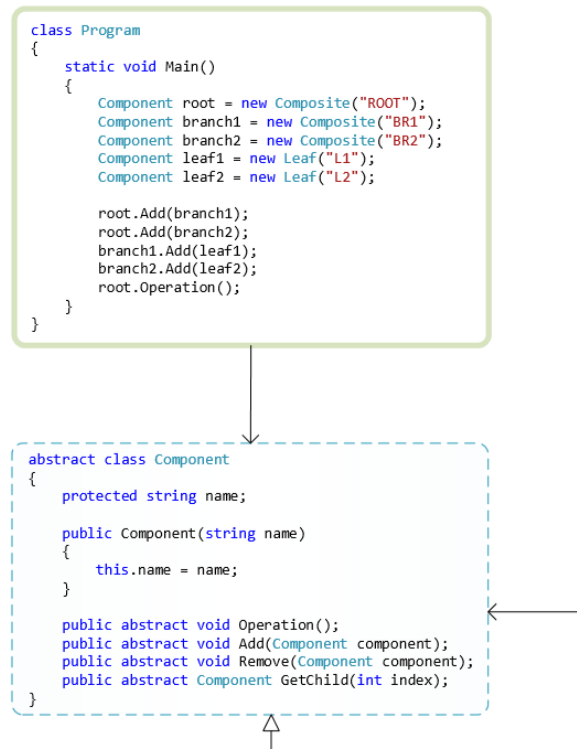 class Program
{
    static void Main()
    {
        Component root = new Composite("ROOT");
        Component branch1 = new Composite("BR1");
        Component branch2 = new Composite("BR2");
        Component leaf1 = new Leaf("L1");
        Component leaf2 = new Leaf("L2");

        root.Add(branch1);
        root.Add(branch2);
        branch1.Add(leaf1);
        branch2.Add(leaf2);
        root.Operation();
    }
}
abstract class Component
{
    protected string name;

    public Component(string name)
    {
        this.name = name;
    }

    public abstract void Operation();
    public abstract void Add(Component component);
    public abstract void Remove(Component component);
    public abstract Component GetChild(int index);
}